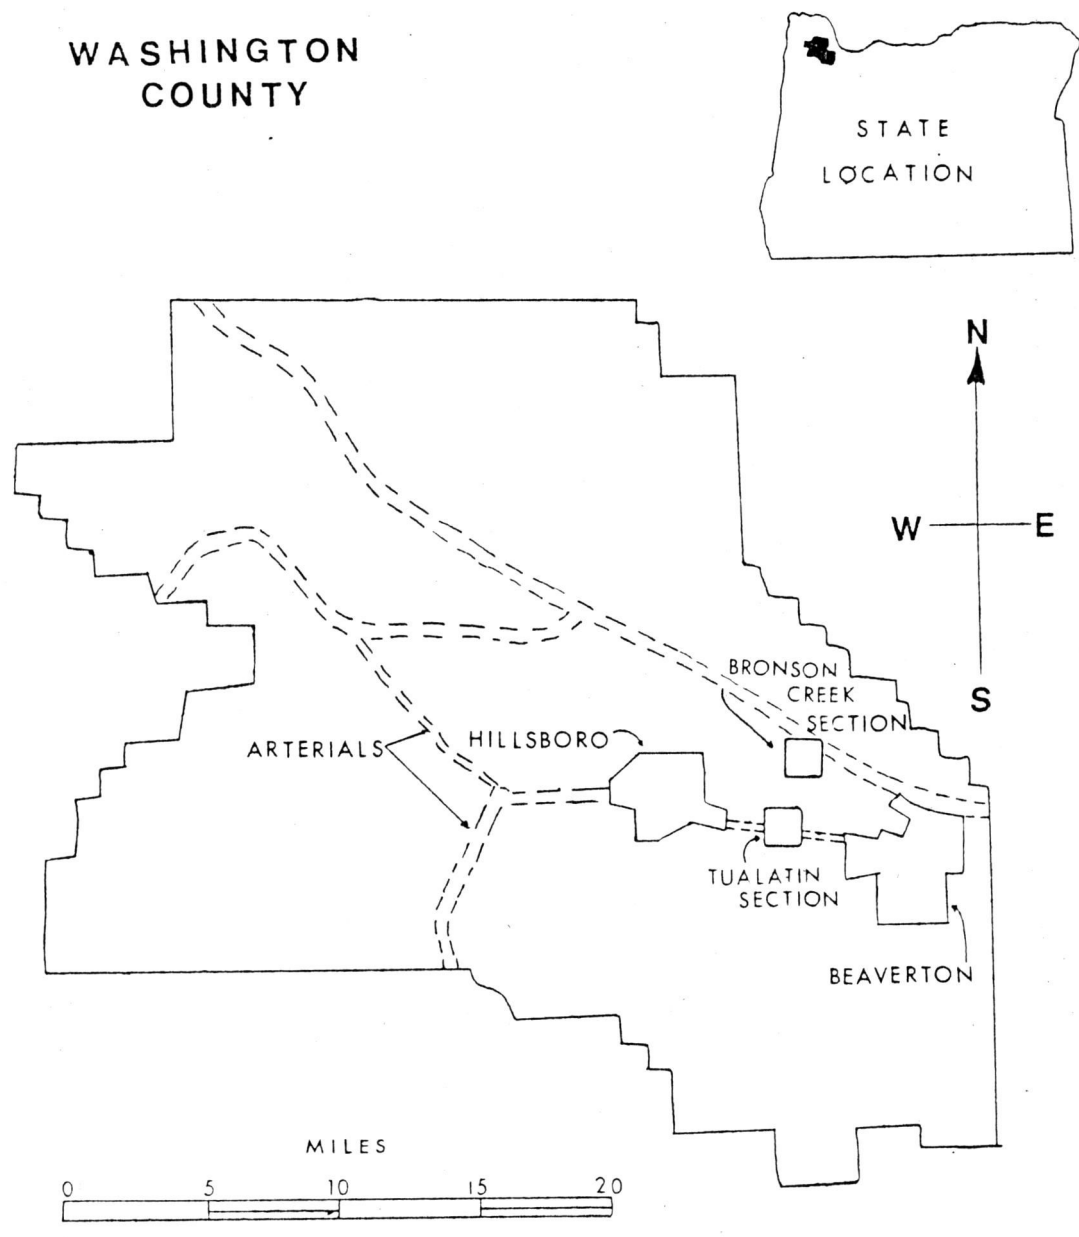 WASHINGTON
COUNTY
STATE
LOCATION
N
W
E
S
BRONSON
CREEK
SECTION
HILLSBORO
ARTERIALS
TUALATIN
SECTION
BEAVERTON
MILES
0 5 10 15 20